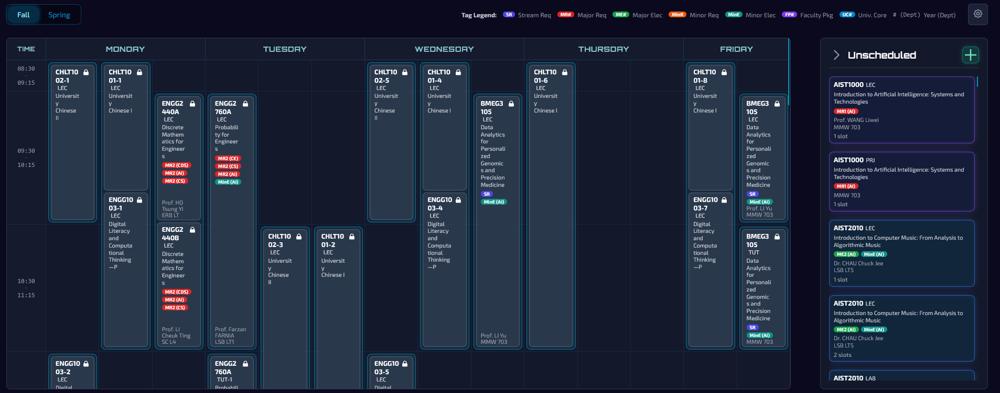 Fall
Spring
Tag Legend:
SR
Stream Req
MR#
Major Req
ME#
Major Elec
MinR
Minor Req
MinE
Minor Elec
FP#
Faculty Pkg
UC#
Univ. Core
# (Dept)
Year (Dept)
TIME
MONDAY
TUESDAY
WEDNESDAY
THURSDAY
FRIDAY
08:30
-
09:15
09:30
-
10:15
10:30
-
11:15
CHLT10
02-1
LEC
Universit
y
Chinese
II
ENGG10
03-2
LEC
Digital
CHLT10
01-1
LEC
Universit
y
Chinese I
ENGG10
03-1
LEC
Digital
Literacy
and
Computa
tional
Thinking
—P
ENGG2
440A
LEC
Discrete
Mathem
atics for
Engineer
s
MR2 (CDS)
MR2 (AI)
MR2 (CS)
Prof. HO
Tsung Yi
ERB LT
ENGG2
440B
LEC
Discrete
Mathem
atics for
Engineer
s
MR2 (CDS)
MR2 (AI)
MR2 (CS)
Prof. LI
Cheuk Ting
SC L4
ENGG2
760A
LEC
Probabili
ty for
Engineer
s
MR2 (CE)
MR2 (CS)
MR2 (AI)
MinE (AI)
Prof. Farzan
FARNIA
LSB LT1
ENGG2
760A
TUT-1
Probabili
CHLT10
02-3
LEC
Universit
y
Chinese
II
CHLT10
01-2
LEC
Universit
y
Chinese I
CHLT10
02-5
LEC
Universit
y
Chinese
II
ENGG10
03-5
LEC
Digital
CHLT10
01-4
LEC
Universit
y
Chinese I
ENGG10
03-4
LEC
Digital
Literacy
and
Computa
tional
Thinking
—P
BMEG3
105
LEC
Data
Analytics
for
Personali
zed
Genomic
s and
Precision
Medicine
SR
MinE (AI)
Prof. LI Yu
MMW 703
CHLT10
01-6
LEC
Universit
y
Chinese I
CHLT10
01-8
LEC
Universit
y
Chinese I
ENGG10
03-7
LEC
Digital
Literacy
and
Computa
tional
Thinking
—P
BMEG3
105
LEC
Data
Analytics
for
Personali
zed
Genomic
s and
Precision
Medicine
SR
MinE (AI)
Prof. LI Yu
MMW 703
BMEG3
105
TUT
Data
Analytics
for
Personali
zed
Genomic
s and
Precision
Medicine
SR
MinE (AI)
MMW 703
Unscheduled
AIST1000 LEC
Introduction to Artificial Intelligence: Systems and
Technologies
MR1 (AI)
Prof. WANG Liwei
MMW 703
1 slot
AIST1000 PRJ
Introduction to Artificial Intelligence: Systems and
Technologies
MR1 (AI)
MMW 703
1 slot
AIST2010 LEC
Introduction to Computer Music: From Analysis to
Algorithmic Music
ME2 (AI) MinE (AI)
Dr. CHAU Chuck Jee
LSB LT5
1 slot
AIST2010 LEC
Introduction to Computer Music: From Analysis to
Algorithmic Music
ME2 (AI) MinE (AI)
Dr. CHAU Chuck Jee
LSB LT5
2 slots
AIST2010 LAB